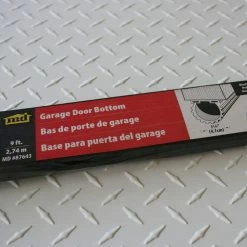 md
Garage Door Bottom
Bas de porte de garage
Base para puerta del garage
9 ft.
2,74 m
MD #87643